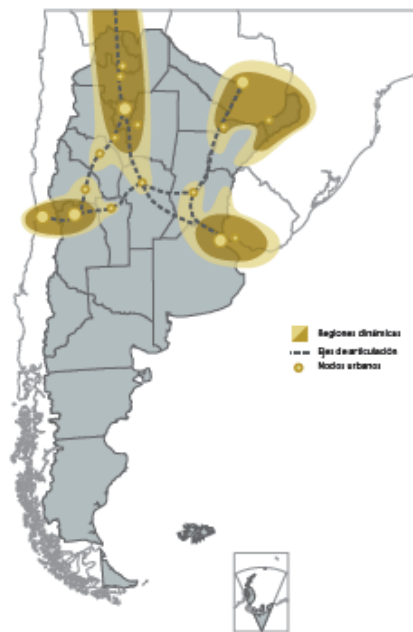 Regiones dinámicas
Ejes de articulación
Nodos urbanos